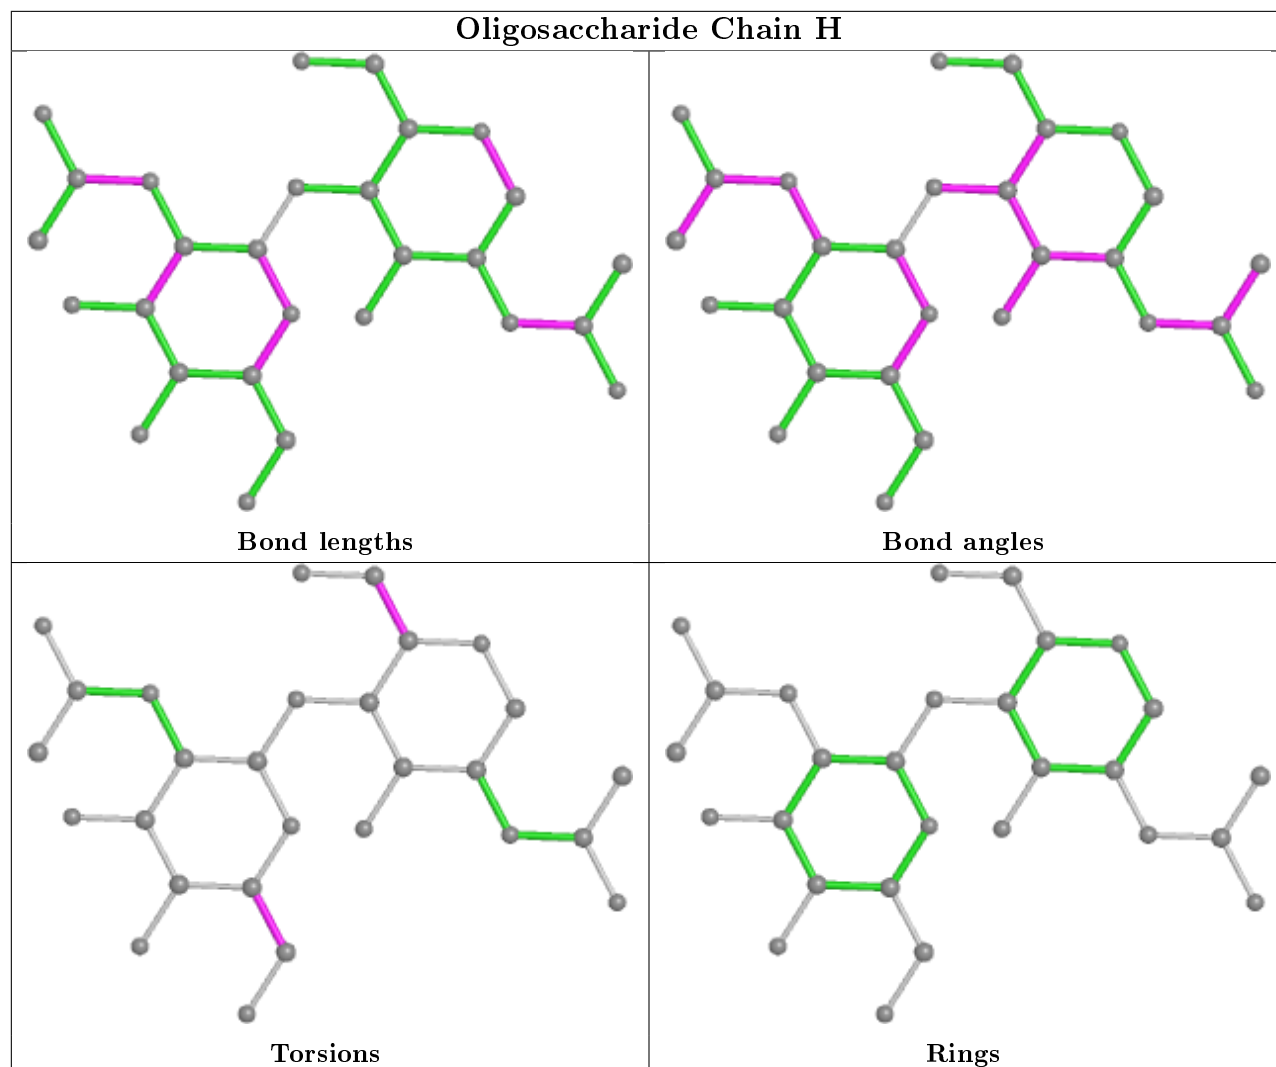 Oligosaccharide Chain H
Bond lengths
Bond angles
Torsions
Rings